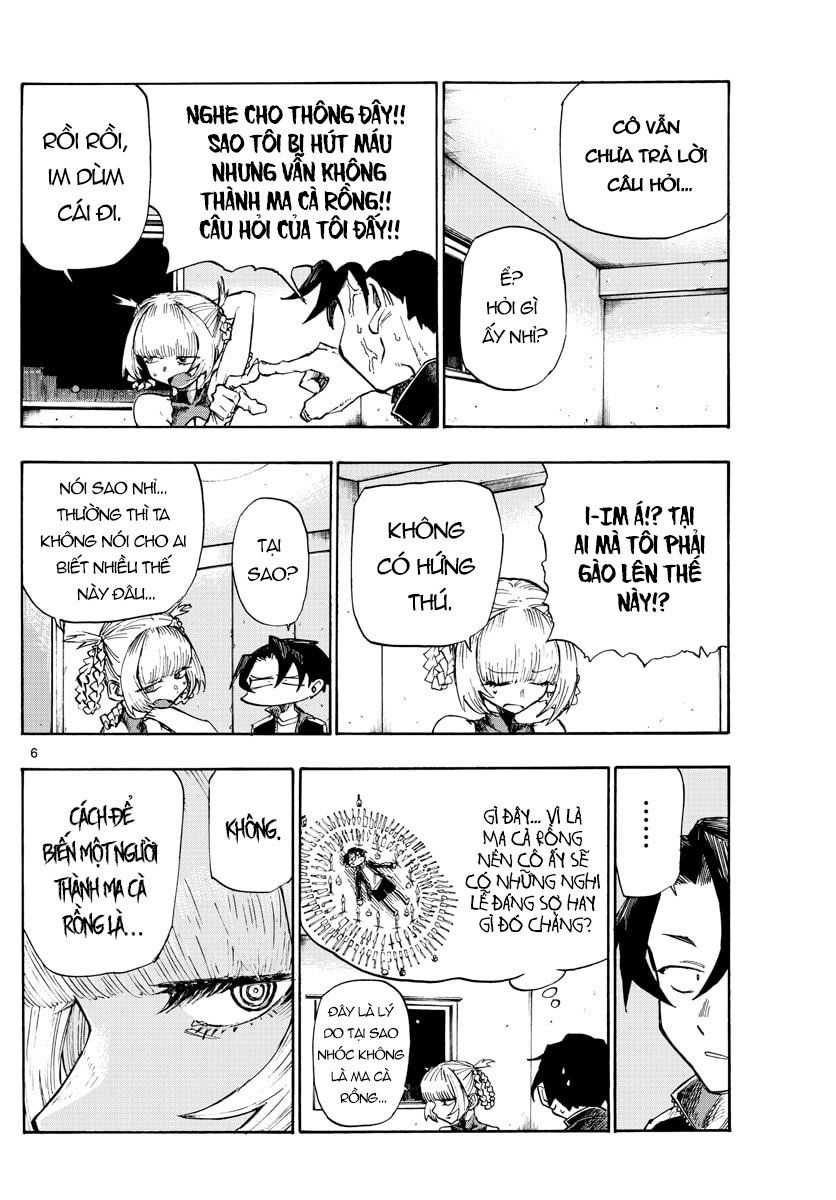 CÔ VẪN
CHƯA TRẢ LỜI
CÂU HỎI...
Ể?
HỎI GÌ
ẤY NHỈ?
NGHE CHO THÔNG ĐÂY!!
SAO TÔI BỊ HÚT MÁU
NHƯNG VẪN KHÔNG
THÀNH MA CÀ RỒNG!!
CÂU HỎI CỦA TÔI ĐẤY!!
RỒI RỒI,
IM DÙM
CÁI ĐI.
I-IM Á!? TẠI
AI MÀ TÔI PHẢI
GÀO LÊN THẾ
NÀY!?
KHÔNG
CÓ HỨNG
THÚ.
TẠI
SAO?
NÓI SAO NHỈ...
THƯỜNG THÌ TA
KHÔNG NÓI CHO AI
BIẾT NHIỀU THẾ
NÀY ĐÂU...
6
......
GÌ ĐÂY... VÌ LÀ
MA CÀ RỒNG
NÊN CÔ ẤY SẼ
CÓ NHỮNG NGHI
LỄ ĐÁNG SỢ HAY
GÌ ĐÓ CHĂNG?
ĐÂY LÀ LÝ
DO TẠI SAO
NHÓC KHÔNG
LÀ MA CÀ
RỒNG...
KHÔNG.
CÁCH ĐỂ
BIẾN MỘT NGƯỜI
THÀNH MA CÀ
RỒNG LÀ...